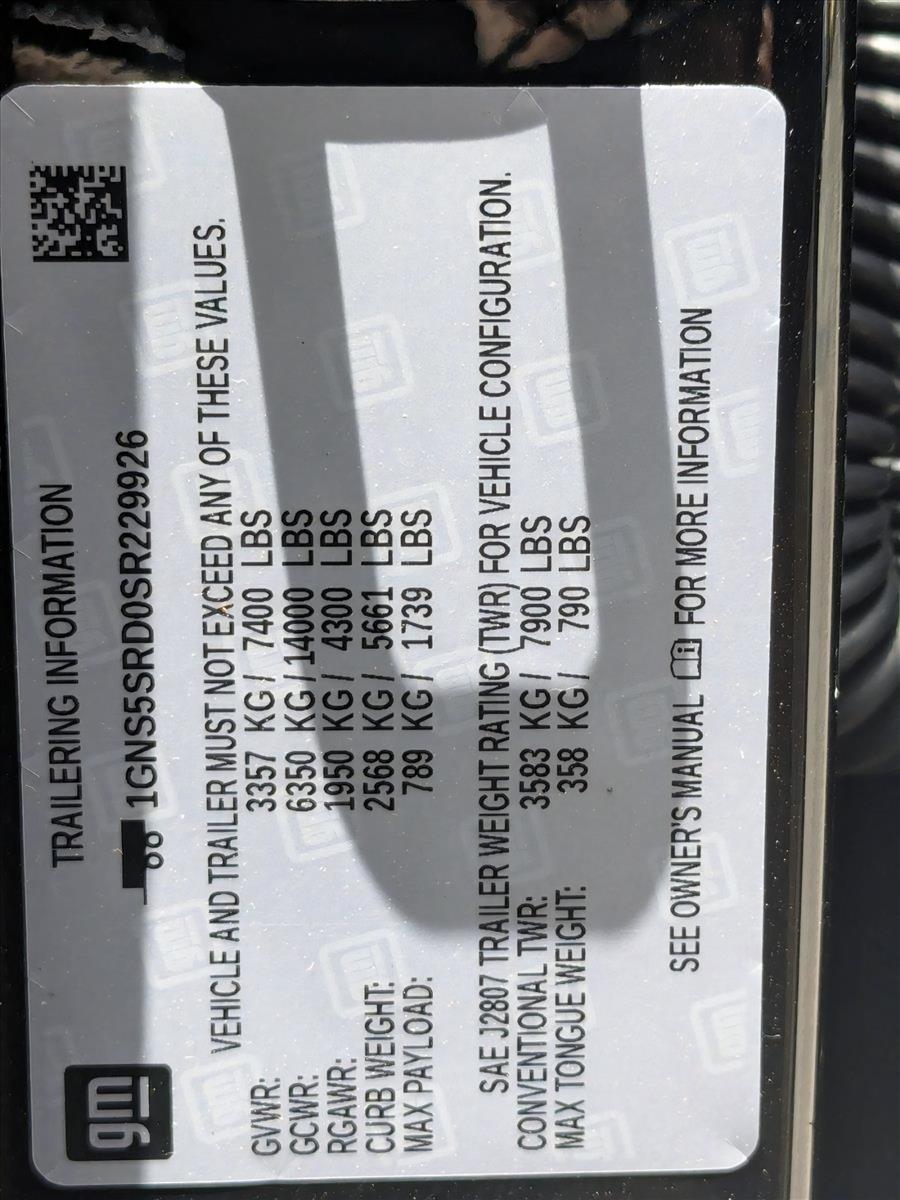 gm
TRAILERING INFORMATION
1GNS5SRD0SR229926
VEHICLE AND TRAILER MUST NOT EXCEED ANY OF THESE VALUES.
GVWR: 3357 KG / 7400 LBS
GCWR: 6350 KG / 14000 LBS
RGAWR: 1950 KG / 4300 LBS
CURB WEIGHT: 2568 KG / 5661 LBS
MAX PAYLOAD: 789 KG / 1739 LBS
SAE J2807 TRAILER WEIGHT RATING (TWR) FOR VEHICLE CONFIGURATION.
CONVENTIONAL TWR: 3583 KG / 7900 LBS
MAX TONGUE WEIGHT: 358 KG / 790 LBS
SEE OWNER'S MANUAL FOR MORE INFORMATION